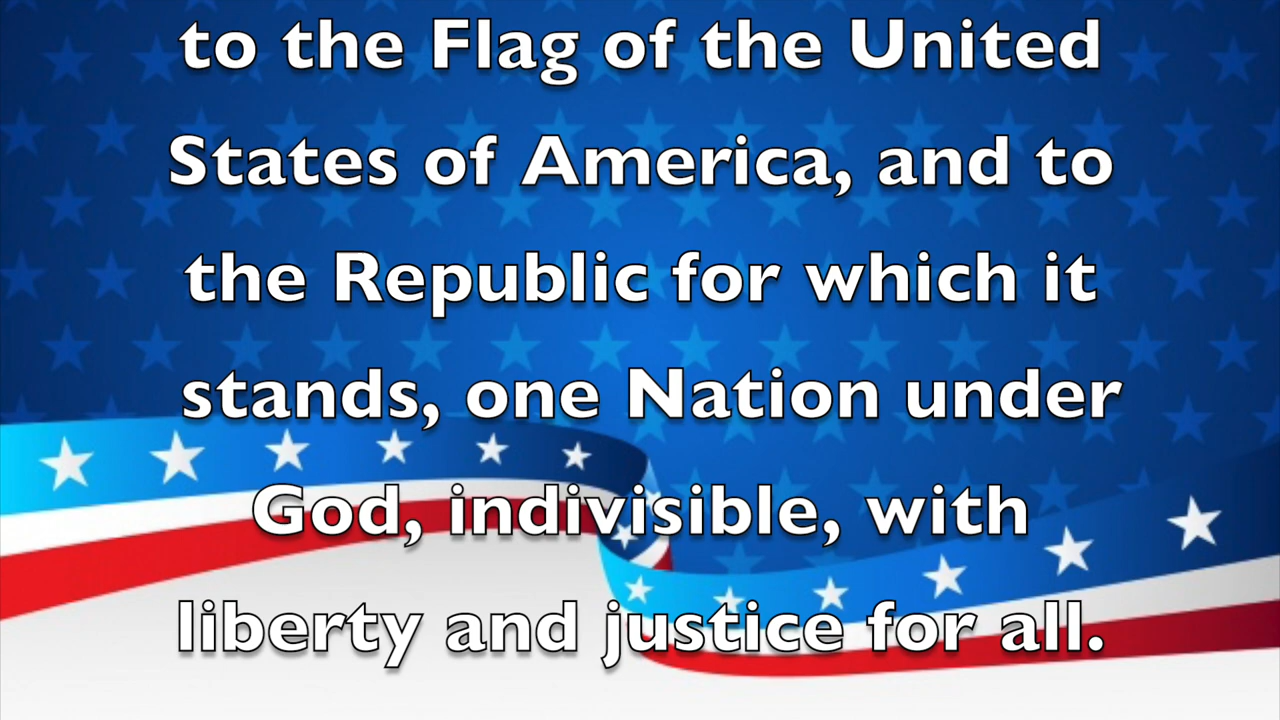 to the Flag of the United
States of America, and to
the Republic for which it
stands, one Nation under
God, indivisible, with
liberty and justice for all.